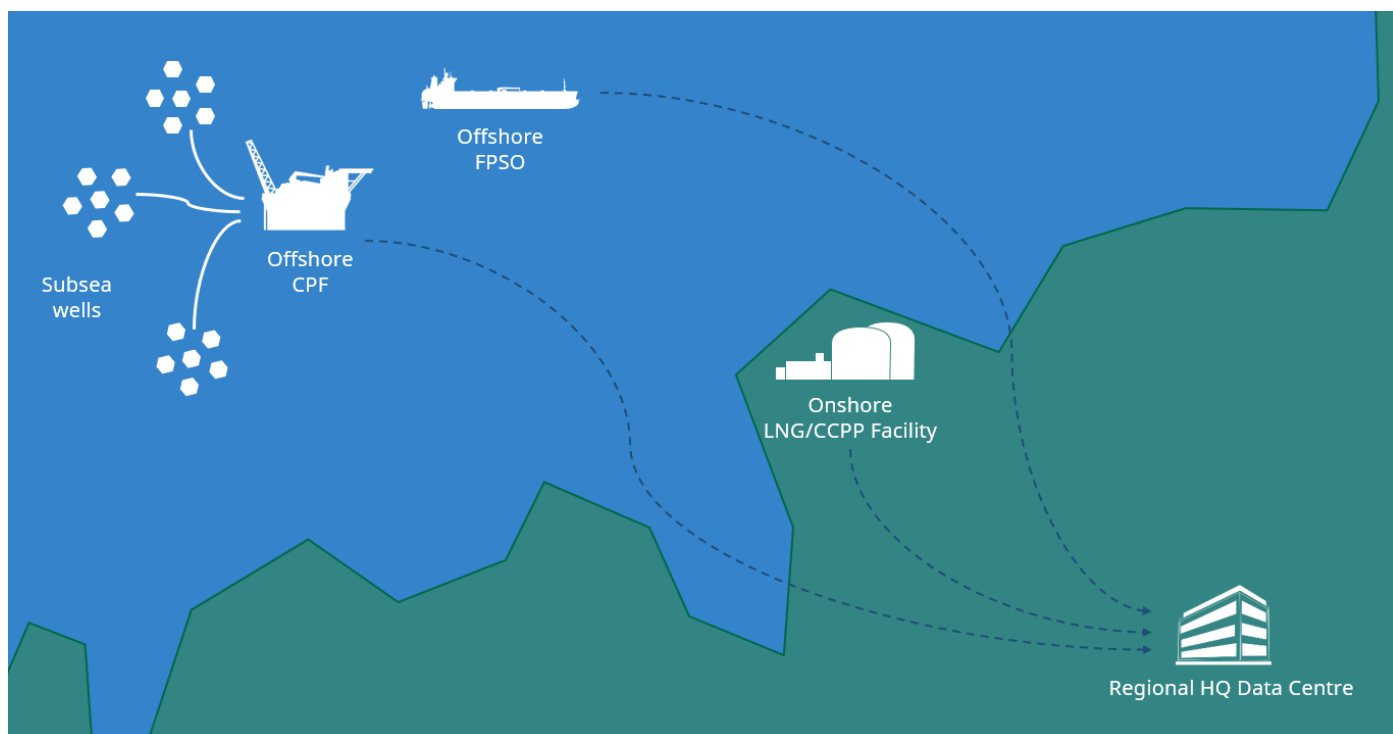 Offshore
FPSO
Offshore
CPF
Subsea
wells
Onshore
LNG/CCPP Facility
Regional HQ Data Centre